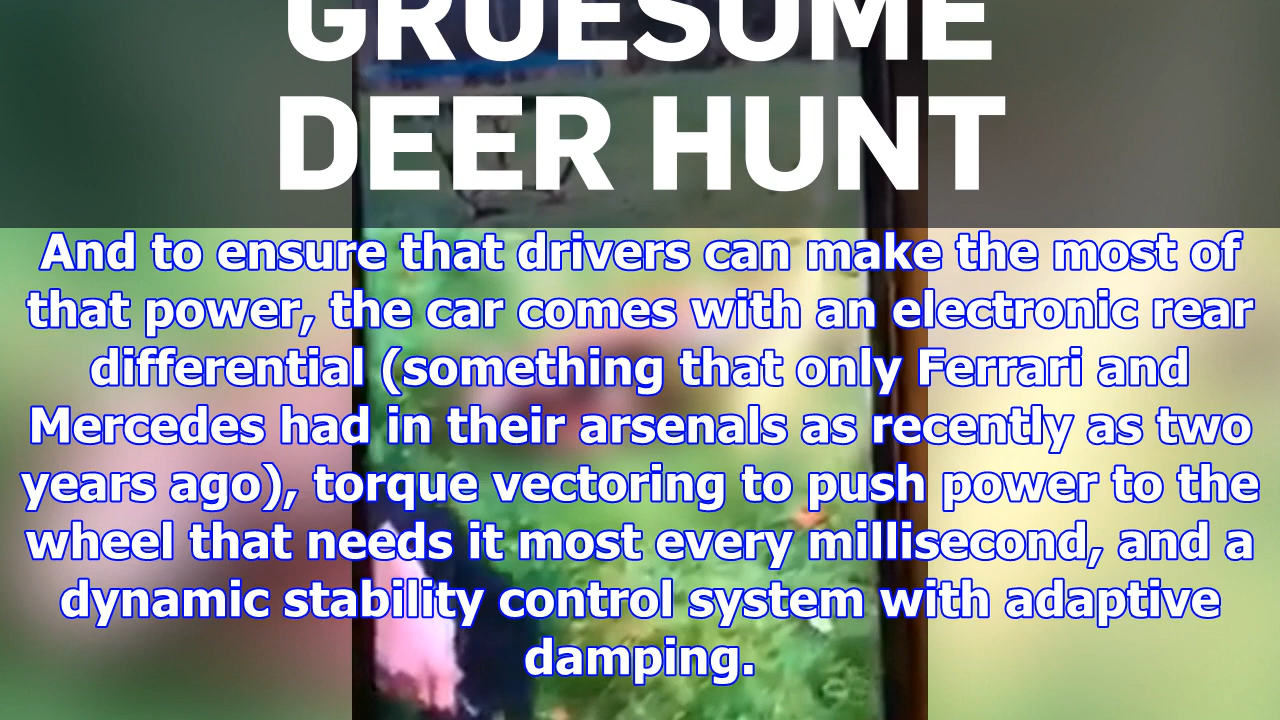 GRUESOME
DEER HUNT
And to ensure that drivers can make the most of
that power, the car comes with an electronic rear
differential (something that only Ferrari and
Mercedes had in their arsenals as recently as two
years ago), torque vectoring to push power to the
wheel that needs it most every millisecond, and a
dynamic stability control system with adaptive
damping.